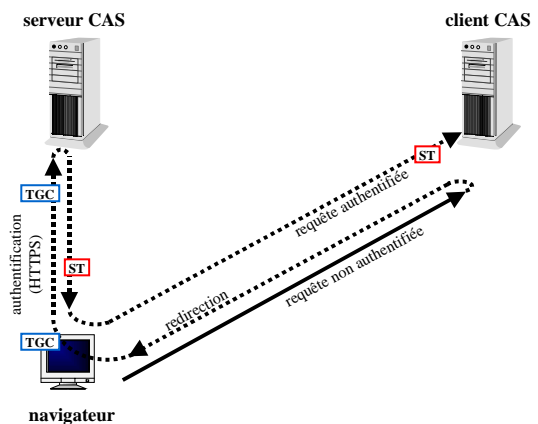 serveur CAS
client CAS
ST
TGC
requête authentifiée
authentification
(HTTPS)
ST
redirection
requête non authentifiée
TGC
navigateur